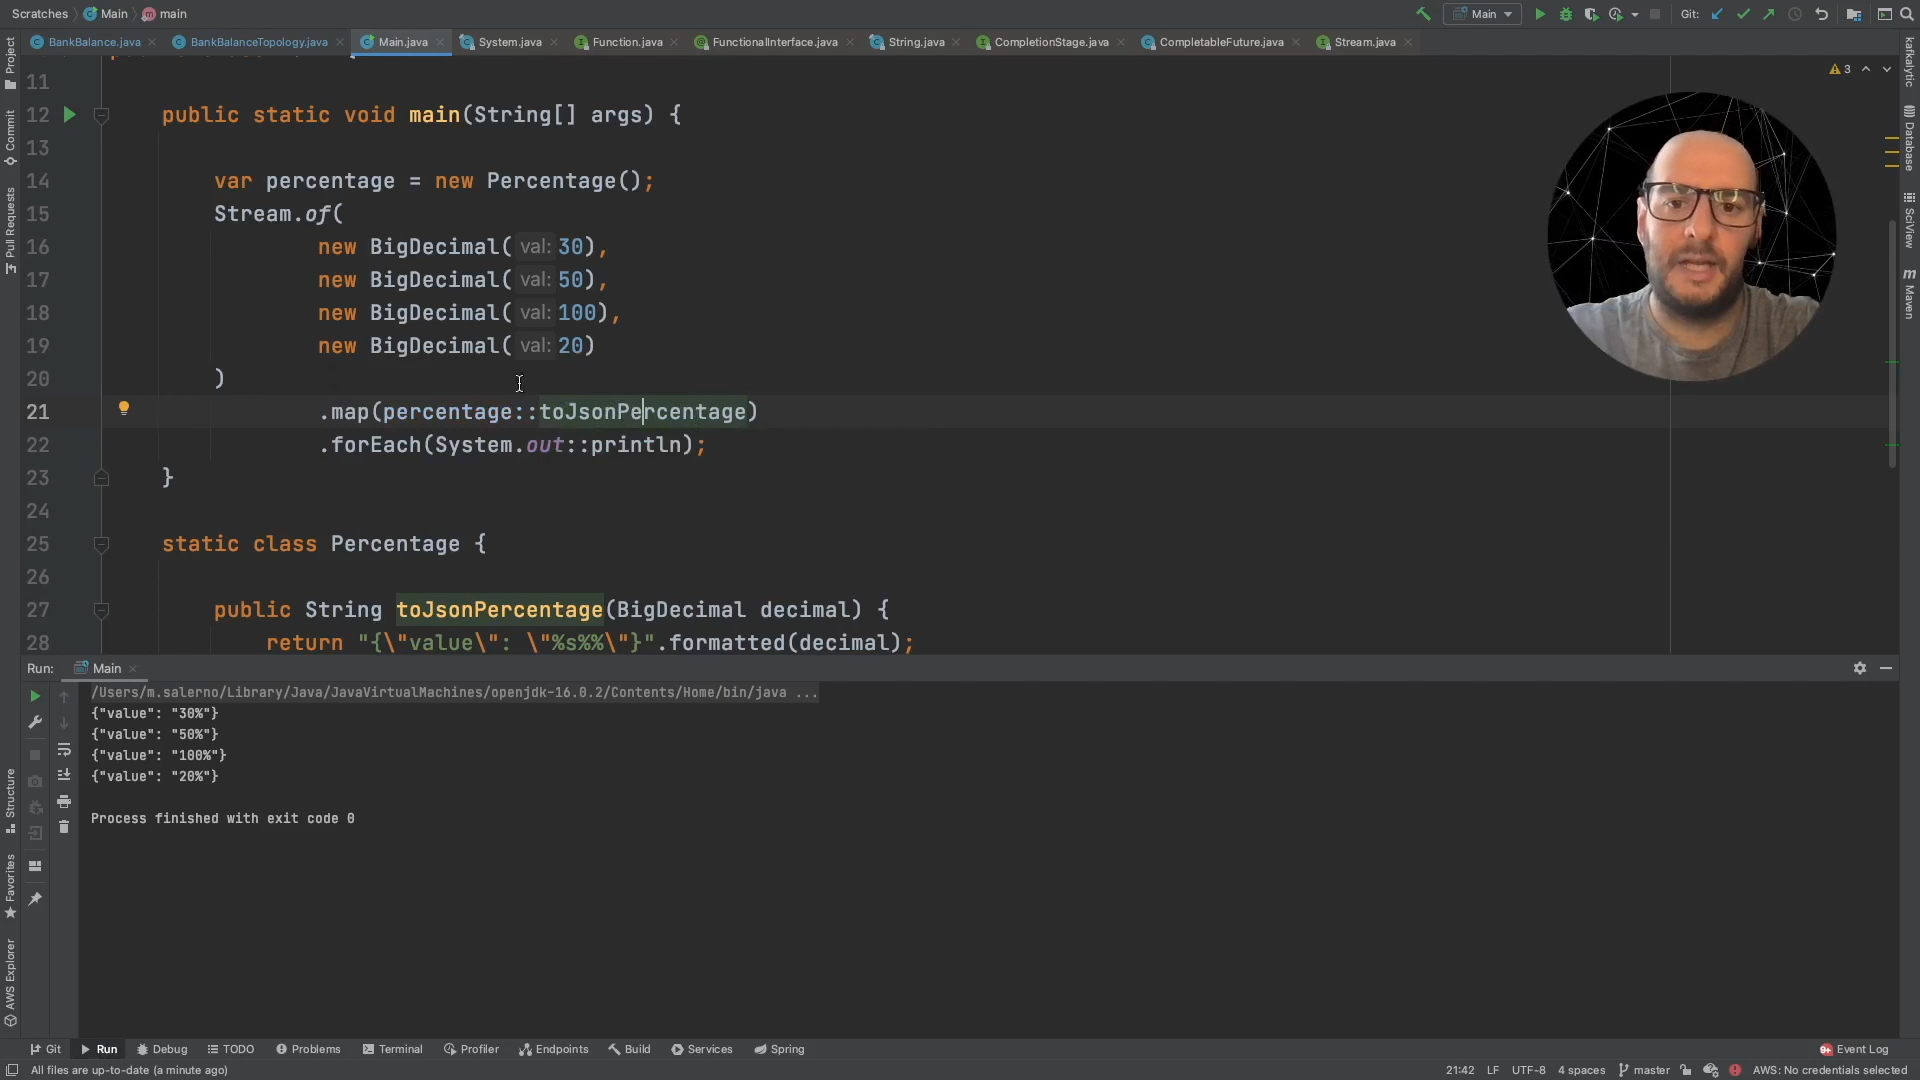 Scratches Main main
Main Git:
BankBalance.java BankBalanceTopology.java Main.java System.java Function.java FunctionalInterface.java String.java CompletionStage.java CompletableFuture.java Stream.java
3
11
12 public static void main(String[] args) {
13
14 var percentage = new Percentage();
15 Stream.of(
16 new BigDecimal( val: 30),
17 new BigDecimal( val: 50),
18 new BigDecimal( val: 100),
19 new BigDecimal( val: 20)
20 )
21 .map(percentage::toJsonPercentage)
22 .forEach(System.out::println);
23 }
24
25 static class Percentage {
26
27 public String toJsonPercentage(BigDecimal decimal) {
28 return "{\"value\": \"%s%%\"}".formatted(decimal);
Project
Commit
Pull Requests
Structure
Favorites
AWS Explorer
kafkalytic
Database
SciView
Maven
Run: Main
/Users/m.salerno/Library/Java/JavaVirtualMachines/openjdk-16.0.2/Contents/Home/bin/java ...
{"value": "30%"}
{"value": "50%"}
{"value": "100%"}
{"value": "20%"}
Process finished with exit code 0
Git Run Debug TODO Problems Terminal Profiler Endpoints Build Services Spring 9+ Event Log
All files are up-to-date (a minute ago) 21:42 LF UTF-8 4 spaces master AWS: No credentials selected